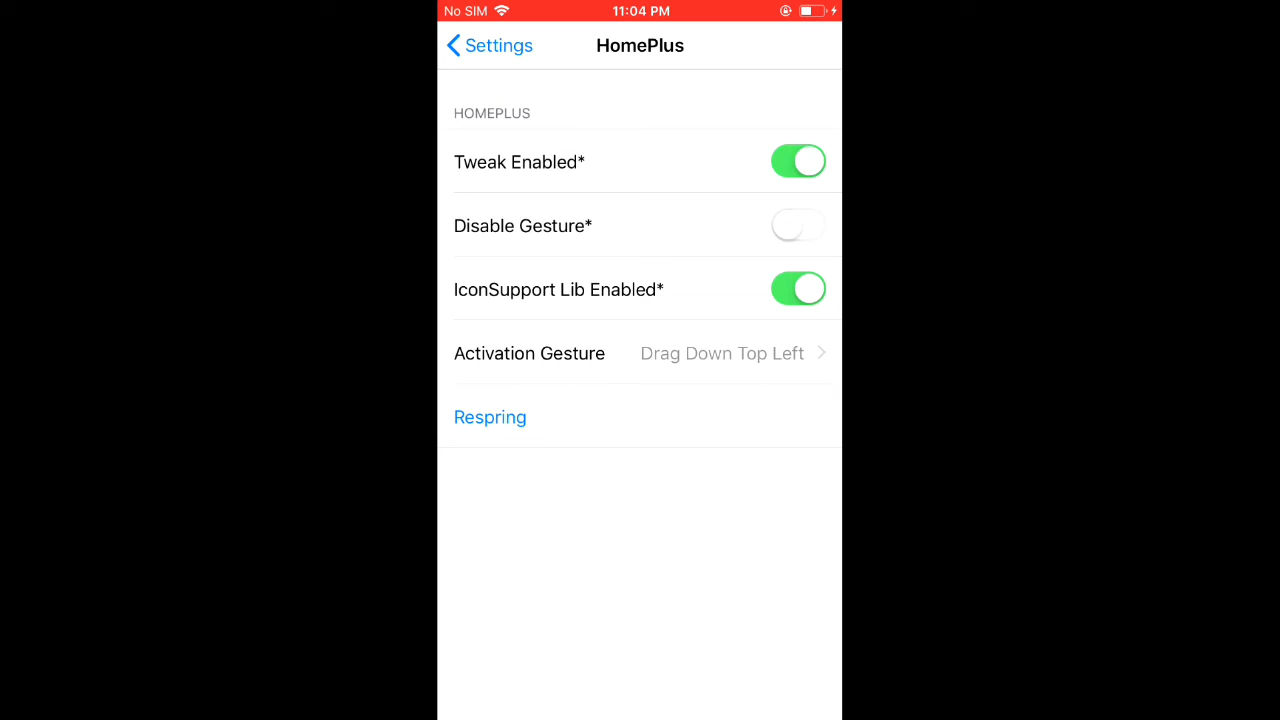 No SIM 11:04 PM
Settings HomePlus
HOMEPLUS
Tweak Enabled*
Disable Gesture*
IconSupport Lib Enabled*
Activation Gesture Drag Down Top Left
Respring